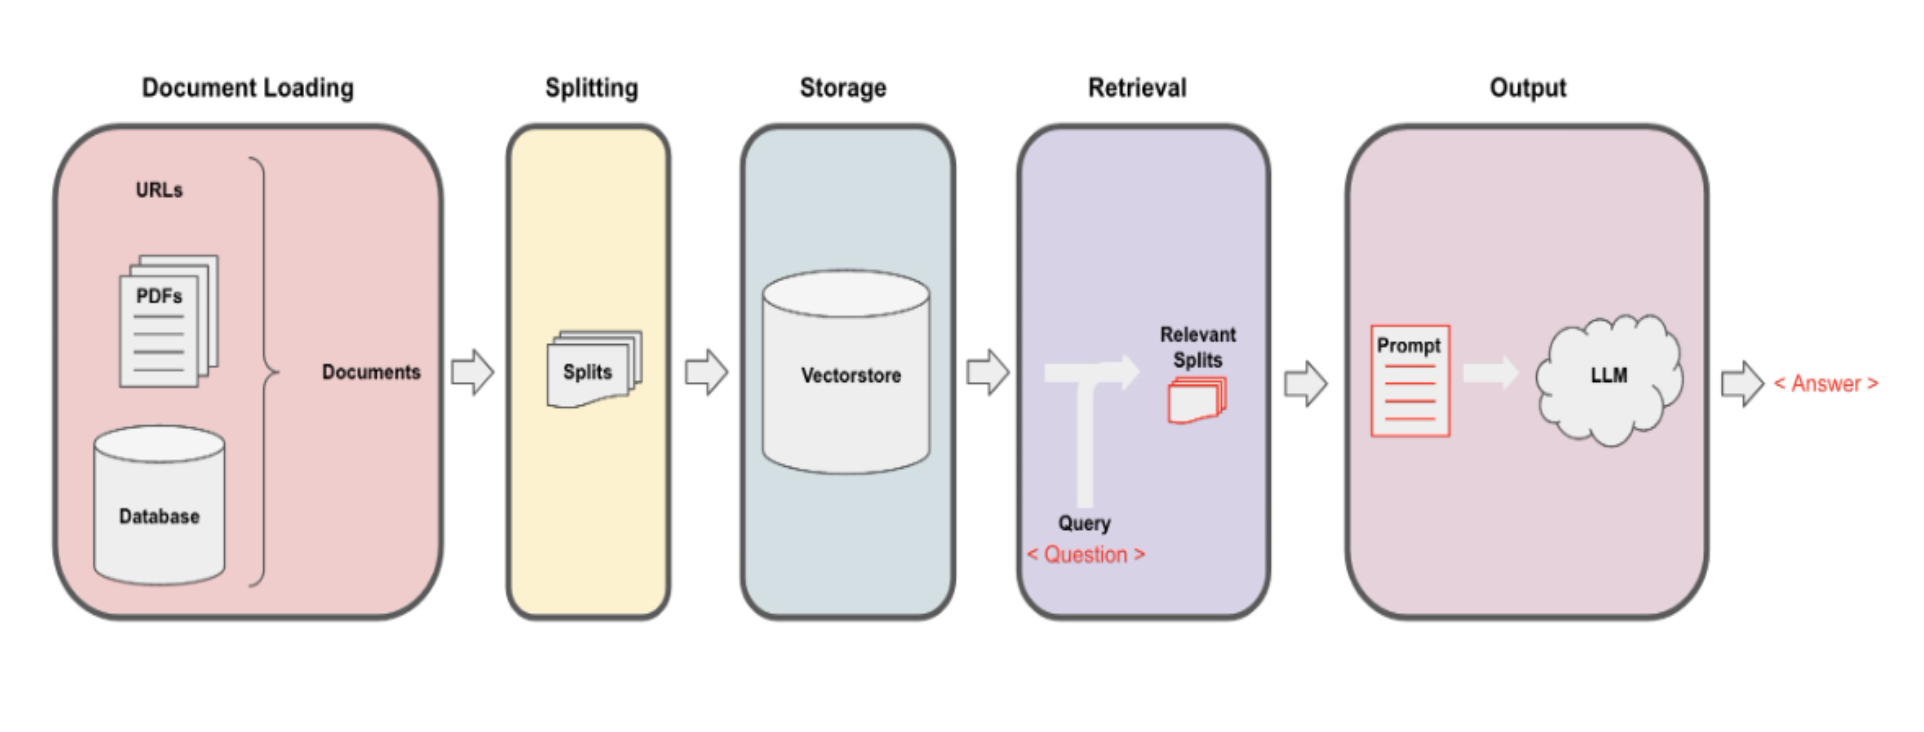 Document Loading
Splitting
Storage
Retrieval
Output
URLs
PDFs
Documents
Database
Splits
Vectorstore
Relevant
Splits
Query
< Question >
Prompt
LLM
< Answer >